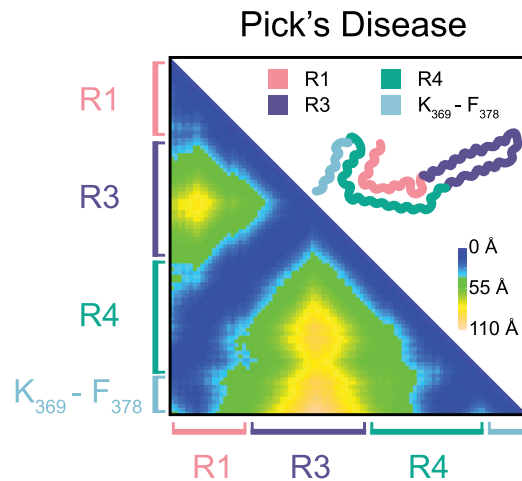 Pick's Disease
R1
R3
R4
K369 - F378
R1
R3
R4
K369 - F378
0 Å
55 Å
110 Å
R1
R3
R4